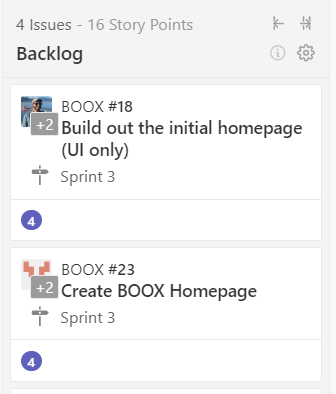 4 Issues - 16 Story Points
Backlog
+2
BOOX #18
Build out the initial homepage
(UI only)
Sprint 3
4
+2
BOOX #23
Create BOOX Homepage
Sprint 3
4